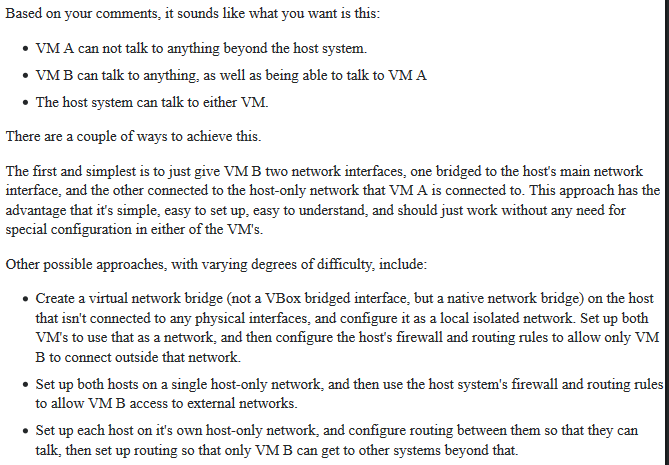 Based on your comments, it sounds like what you want is this:
• VM A can not talk to anything beyond the host system.
• VM B can talk to anything, as well as being able to talk to VM A
• The host system can talk to either VM.
There are a couple of ways to achieve this.
The first and simplest is to just give VM B two network interfaces, one bridged to the host's main network
interface, and the other connected to the host-only network that VM A is connected to. This approach has the
advantage that it's simple, easy to set up, easy to understand, and should just work without any need for
special configuration in either of the VM's.
Other possible approaches, with varying degrees of difficulty, include:
• Create a virtual network bridge (not a VBox bridged interface, but a native network bridge) on the host
that isn't connected to any physical interfaces, and configure it as a local isolated network. Set up both
VM's to use that as a network, and then configure the host's firewall and routing rules to allow only VM
B to connect outside that network.
• Set up both hosts on a single host-only network, and then use the host system's firewall and routing rules
to allow VM B access to external networks.
• Set up each host on it's own host-only network, and configure routing between them so that they can
talk, then set up routing so that only VM B can get to other systems beyond that.